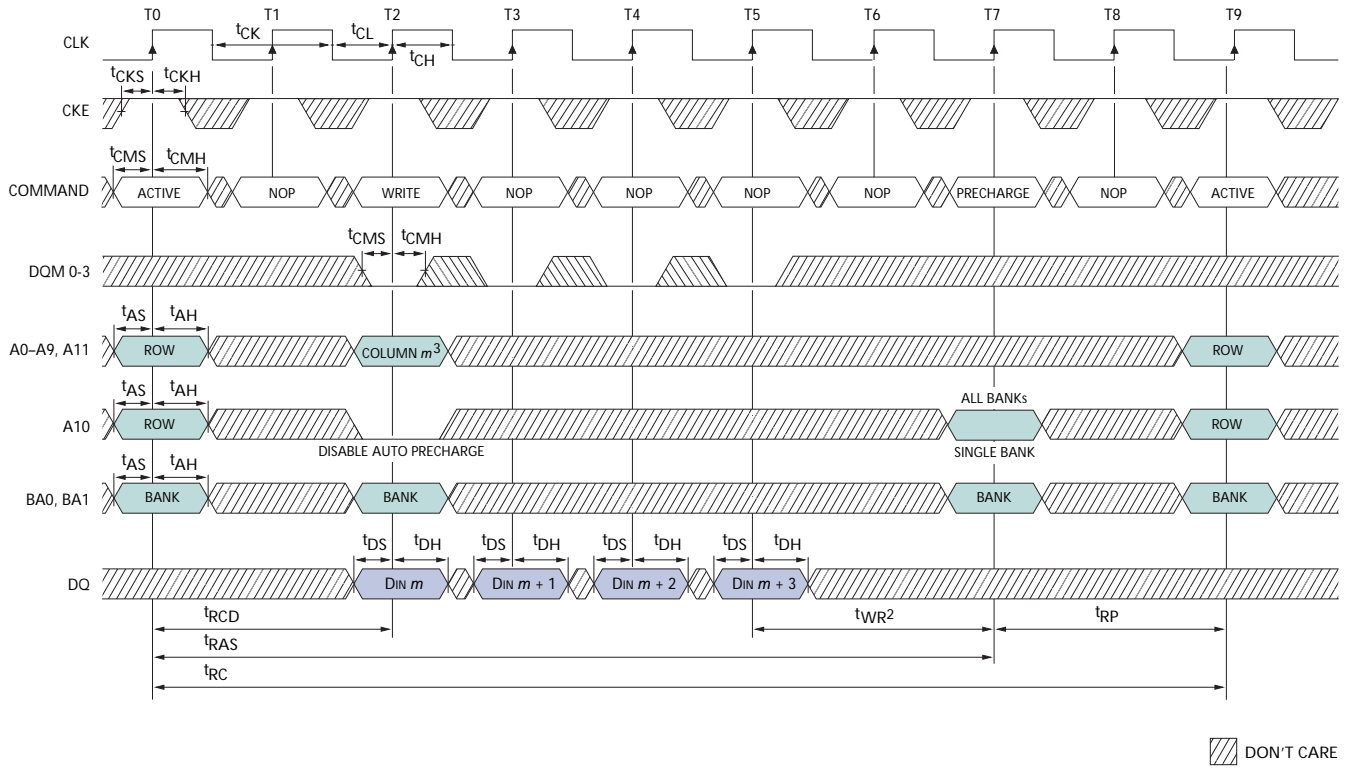 T0 T1 T2 T3 T4 T5 T6 T7 T8 T9
CLK tCK tCL tCH
tCKS tCKH
CKE
tCMS tCMH
COMMAND ACTIVE NOP WRITE NOP NOP NOP NOP PRECHARGE NOP ACTIVE
tCMS tCMH
DQM 0-3
tAS tAH
A0–A9, A11 ROW COLUMN m3 ROW
tAS tAH ALL BANKs
A10 ROW ROW
DISABLE AUTO PRECHARGE SINGLE BANK
tAS tAH
BA0, BA1 BANK BANK BANK BANK
tDS tDH tDS tDH tDS tDH tDS tDH
DQ DIN m DIN m + 1 DIN m + 2 DIN m + 3
tRCD tWR2 tRP
tRAS
tRC
DON'T CARE